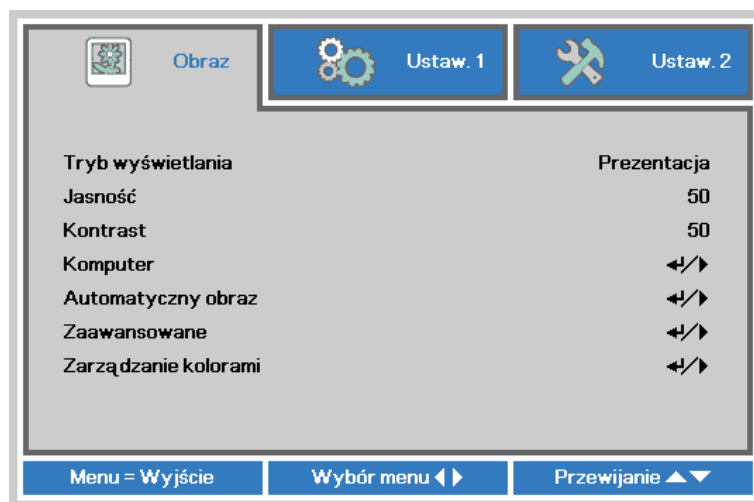 Obraz
Ustaw. 1
Ustaw. 2
Tryb wyświetlania Prezentacja
Jasność 50
Kontrast 50
Komputer
Automatyczny obraz
Zaawansowane
Zarządzanie kolorami
Menu = Wyjście
Wybór menu
Przewijanie